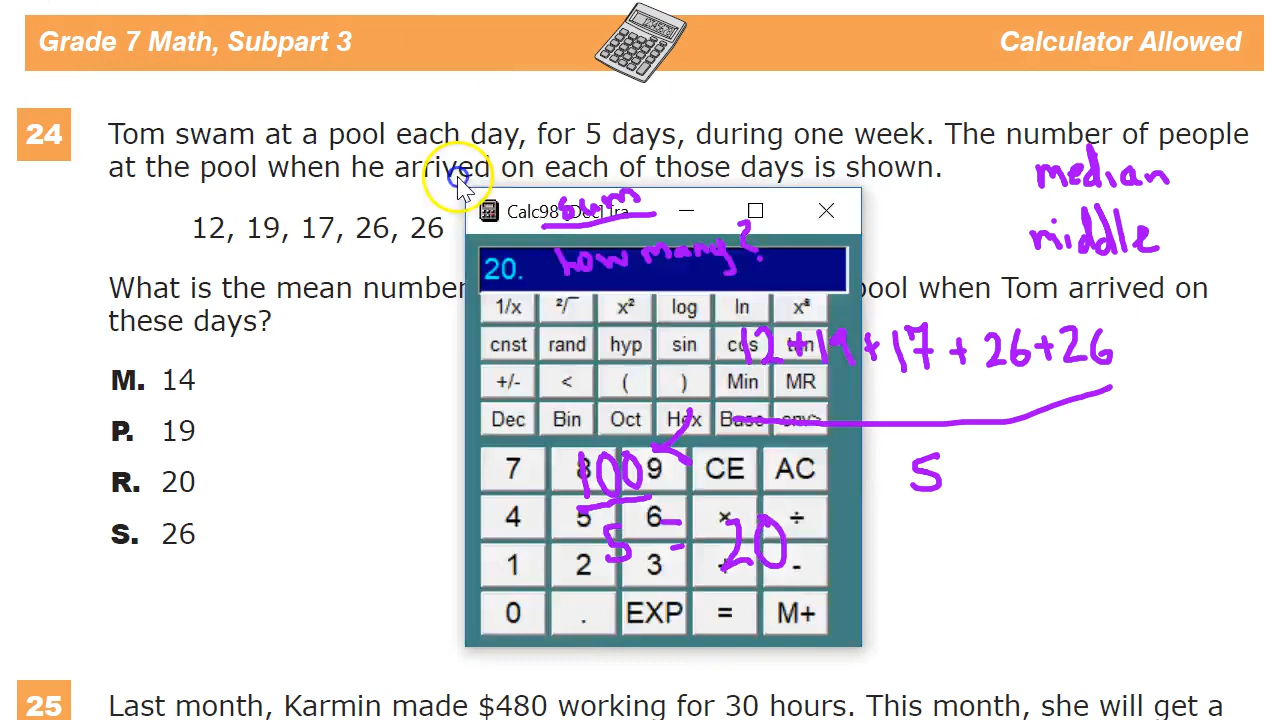 Grade 7 Math, Subpart 3
Calculator Allowed
24
Tom swam at a pool each day, for 5 days, during one week. The number of people
at the pool when he arrived on each of those days is shown.
median
middle
12, 19, 17, 26, 26
Calc98 [Dec]
sum
how many?
20.
What is the mean number
pool when Tom arrived on
these days?
M. 14
P. 19
R. 20
S. 26
1/x ²√ x² log ln
cnst rand hyp sin cos tan
+/- < ( ) Min MR
Dec Bin Oct Hex Base
7 8 9 CE AC
4 5 6 × ÷
1 2 3 + -
0 . EXP = M+
12 + 19 + 17 + 26 + 26
5
100
5 = 20
25
Last month, Karmin made $480 working for 30 hours. This month, she will get a